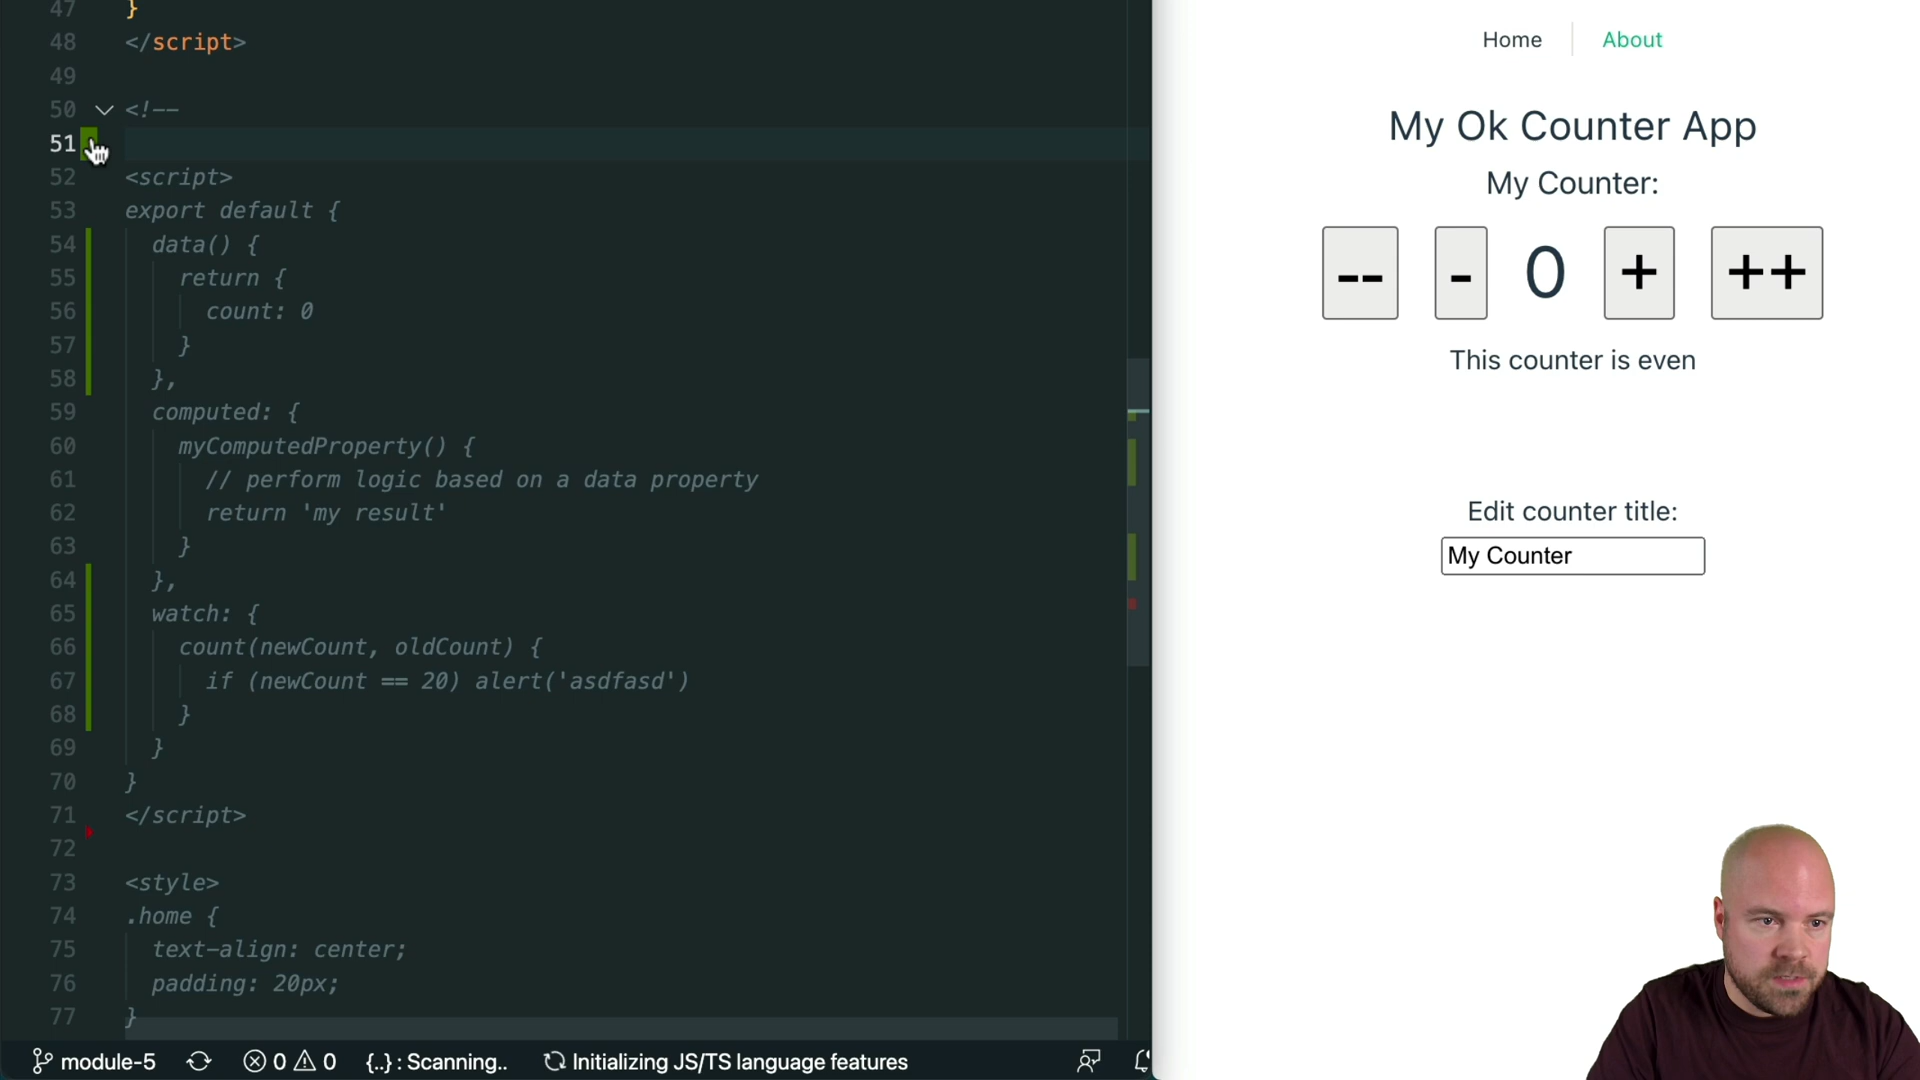 47 }
48 </script>
49
50 <!--
51
52 <script>
53 export default {
54 data() {
55 return {
56 count: 0
57 }
58 },
59 computed: {
60 myComputedProperty() {
61 // perform logic based on a data property
62 return 'my result'
63 }
64 },
65 watch: {
66 count(newCount, oldCount) {
67 if (newCount == 20) alert('asdfasd')
68 }
69 }
70 }
71 </script>
72
73 <style>
74 .home {
75 text-align: center;
76 padding: 20px;
77 }
module-5 0 0 {..} : Scanning.. Initializing JS/TS language features
Home About
My Ok Counter App
My Counter:
-- - 0 + ++
This counter is even
Edit counter title:
My Counter